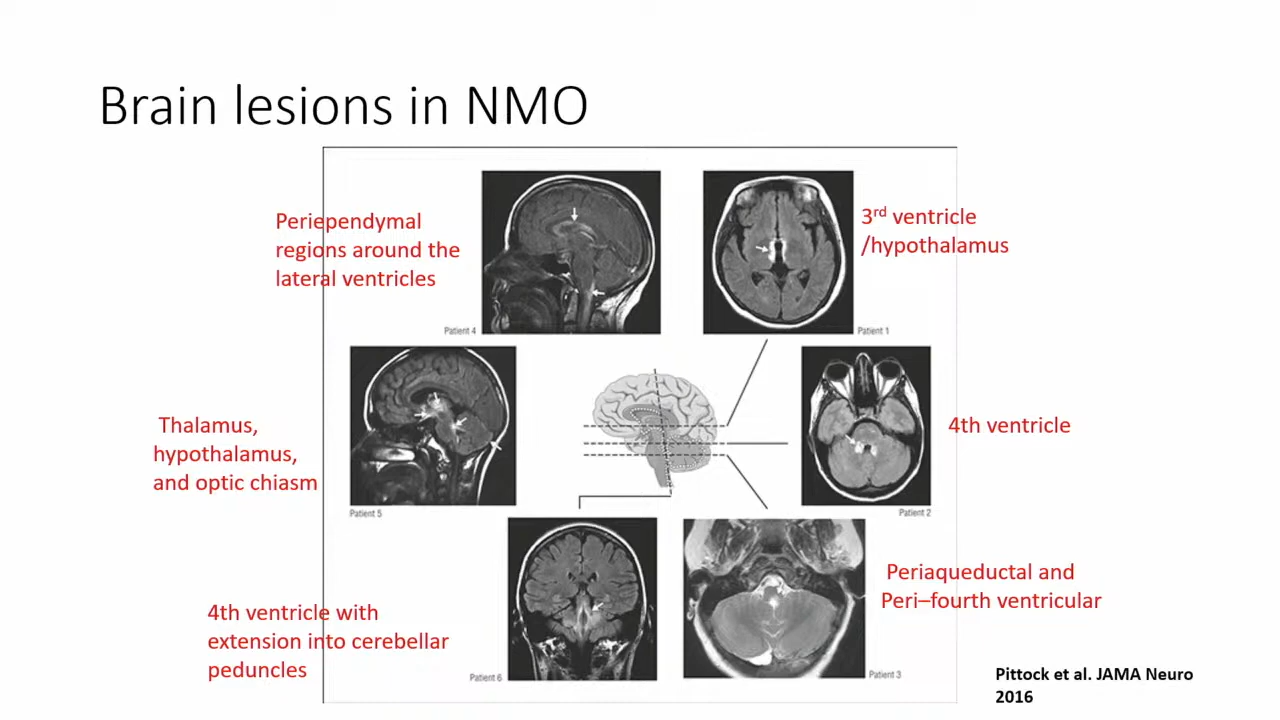 Brain lesions in NMO
Periependymal
regions around the
lateral ventricles
3rd ventricle
/hypothalamus
Patient 4
Patient 1
Thalamus,
hypothalamus,
and optic chiasm
4th ventricle
Patient 5
Patient 2
4th ventricle with
extension into cerebellar
peduncles
Periaqueductal and
Peri–fourth ventricular
Patient 6
Patient 3
Pittock et al. JAMA Neuro
2016